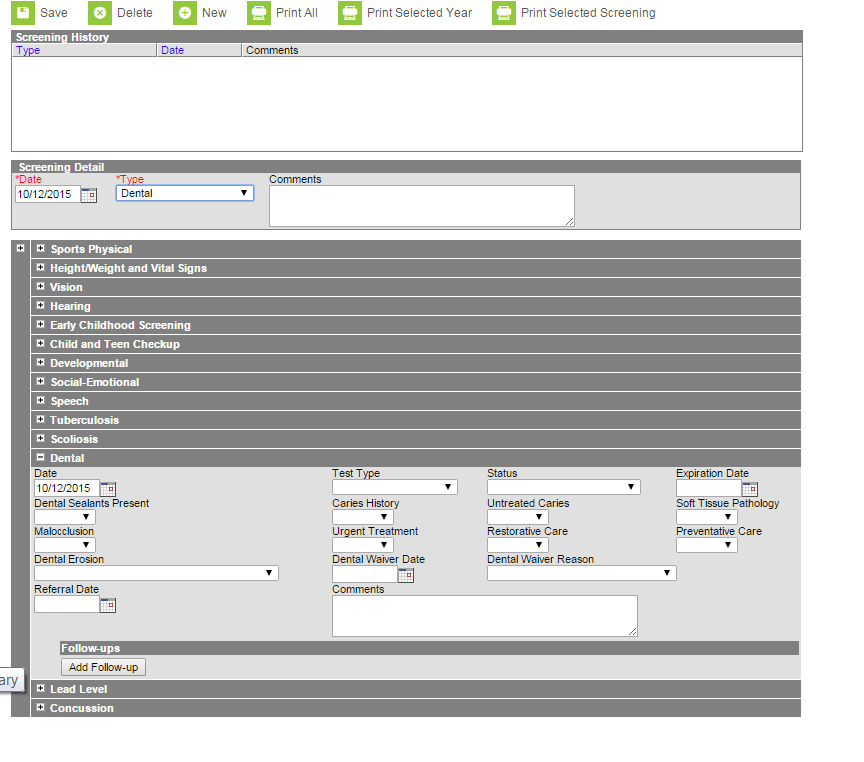 Save Delete New Print All Print Selected Year Print Selected Screening
Screening History
Type Date Comments
Screening Detail
*Date *Type Comments
10/12/2015 Dental
Sports Physical
Height/Weight and Vital Signs
Vision
Hearing
Early Childhood Screening
Child and Teen Checkup
Developmental
Social-Emotional
Speech
Tuberculosis
Scoliosis
Dental
Date Test Type Status Expiration Date
10/12/2015
Dental Sealants Present Caries History Untreated Caries Soft Tissue Pathology
Malocclusion Urgent Treatment Restorative Care Preventative Care
Dental Erosion Dental Waiver Date Dental Waiver Reason
Referral Date Comments
Follow-ups
Add Follow-up
ary
Lead Level
Concussion